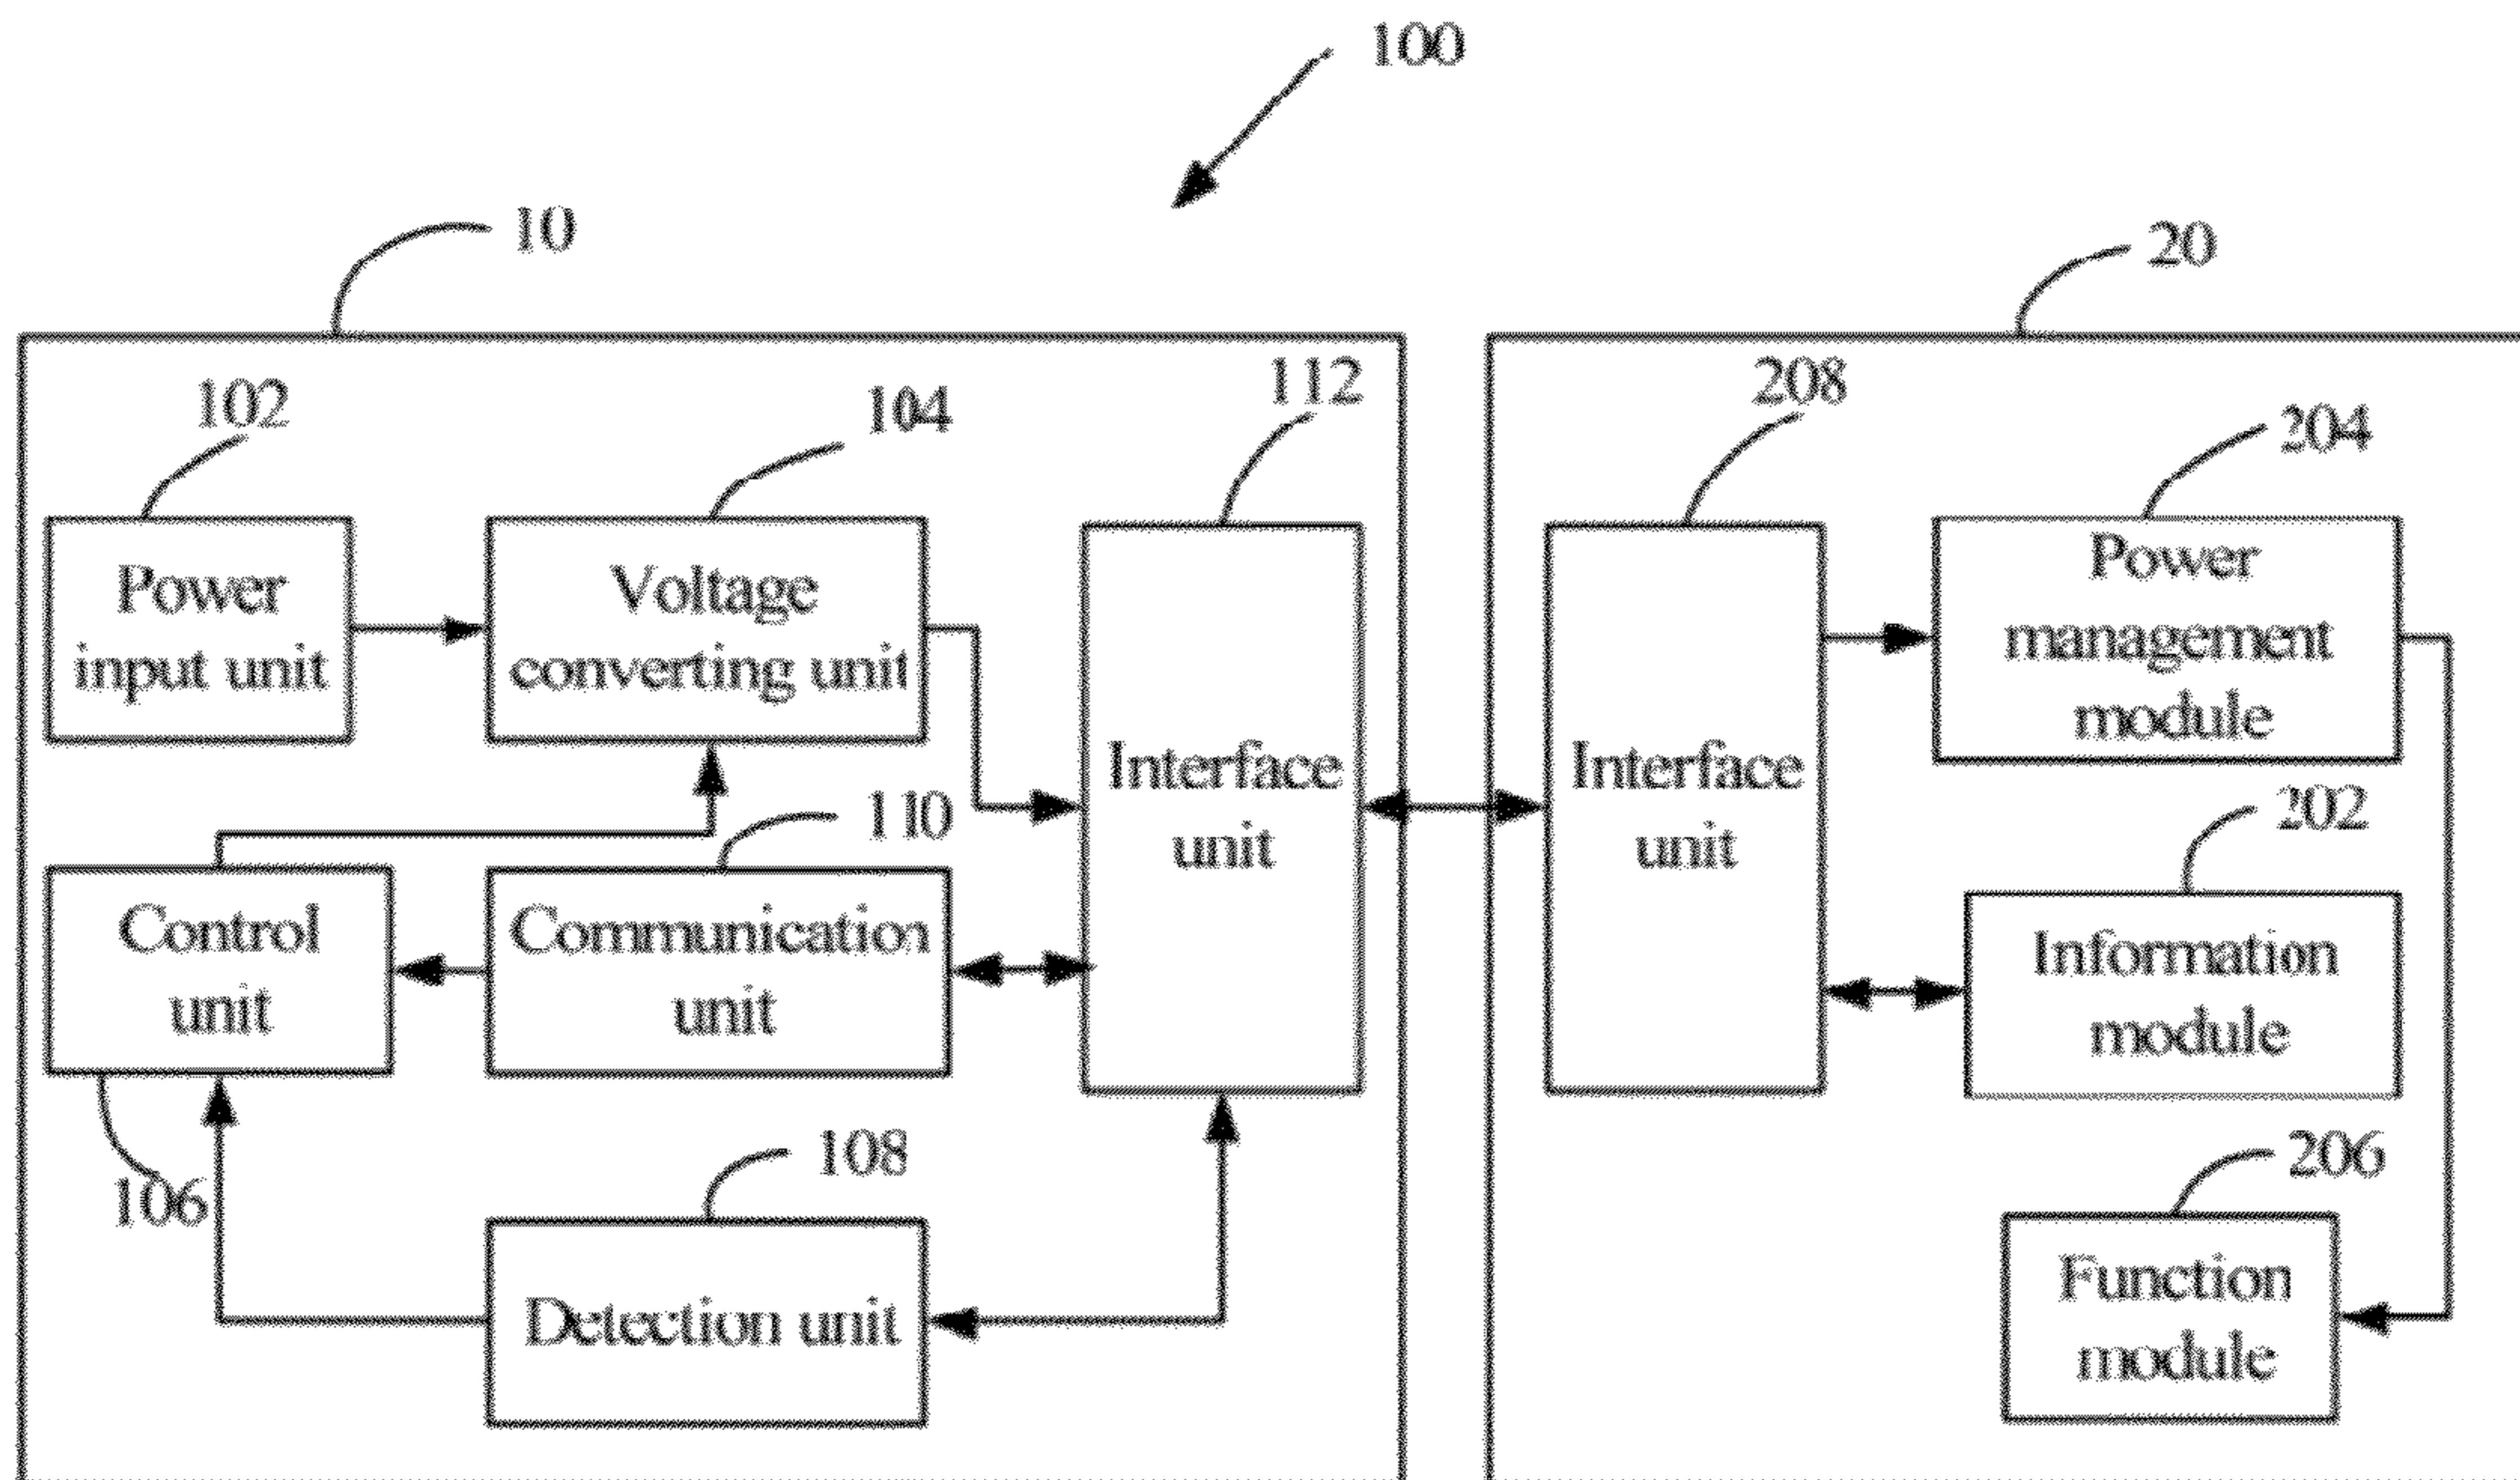 100
10
20
102
104
112
208
204
Power
input unit
Voltage
converting unit
Interface
unit
Interface
unit
Power
management
module
110
202
Control
unit
Communication
unit
Information
module
106
108
206
Detection unit
Function
module